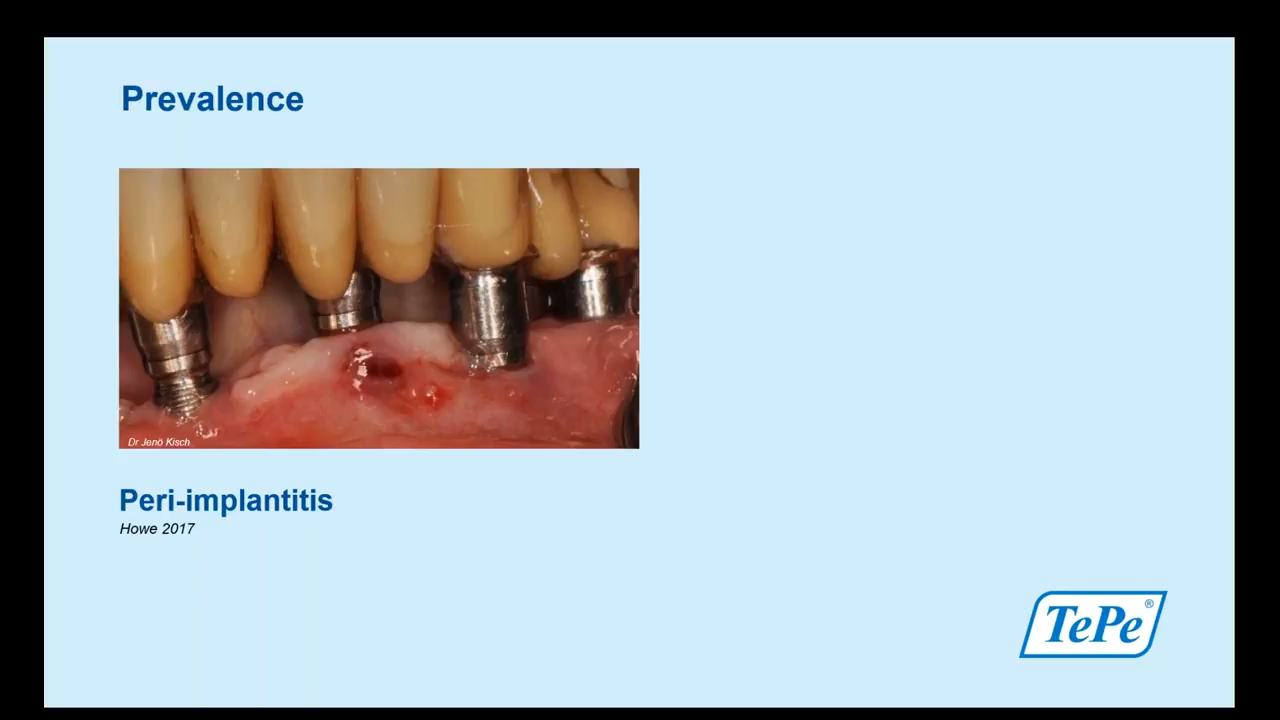 Prevalence
Dr Jenö Kisch
Peri-implantitis
Howe 2017
TePe®